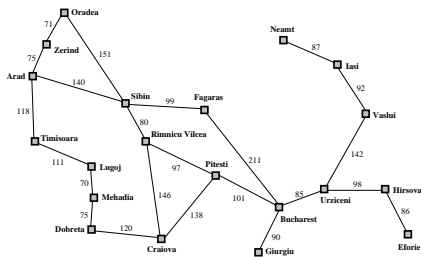 Oradea
71
Neamt
Zerind
87
151
75
Iasi
Arad
140
92
Sibiu
Fagaras
99
118
Vaslui
80
Timisoara
Rimnicu Vilcea
142
111
Pitesti
211
Lugoj
97
70
98
85
Hirsova
146
101
Mehadia
Urziceni
138
86
75
Bucharest
120
Dobreta
90
Craiova
Eforie
Giurgiu